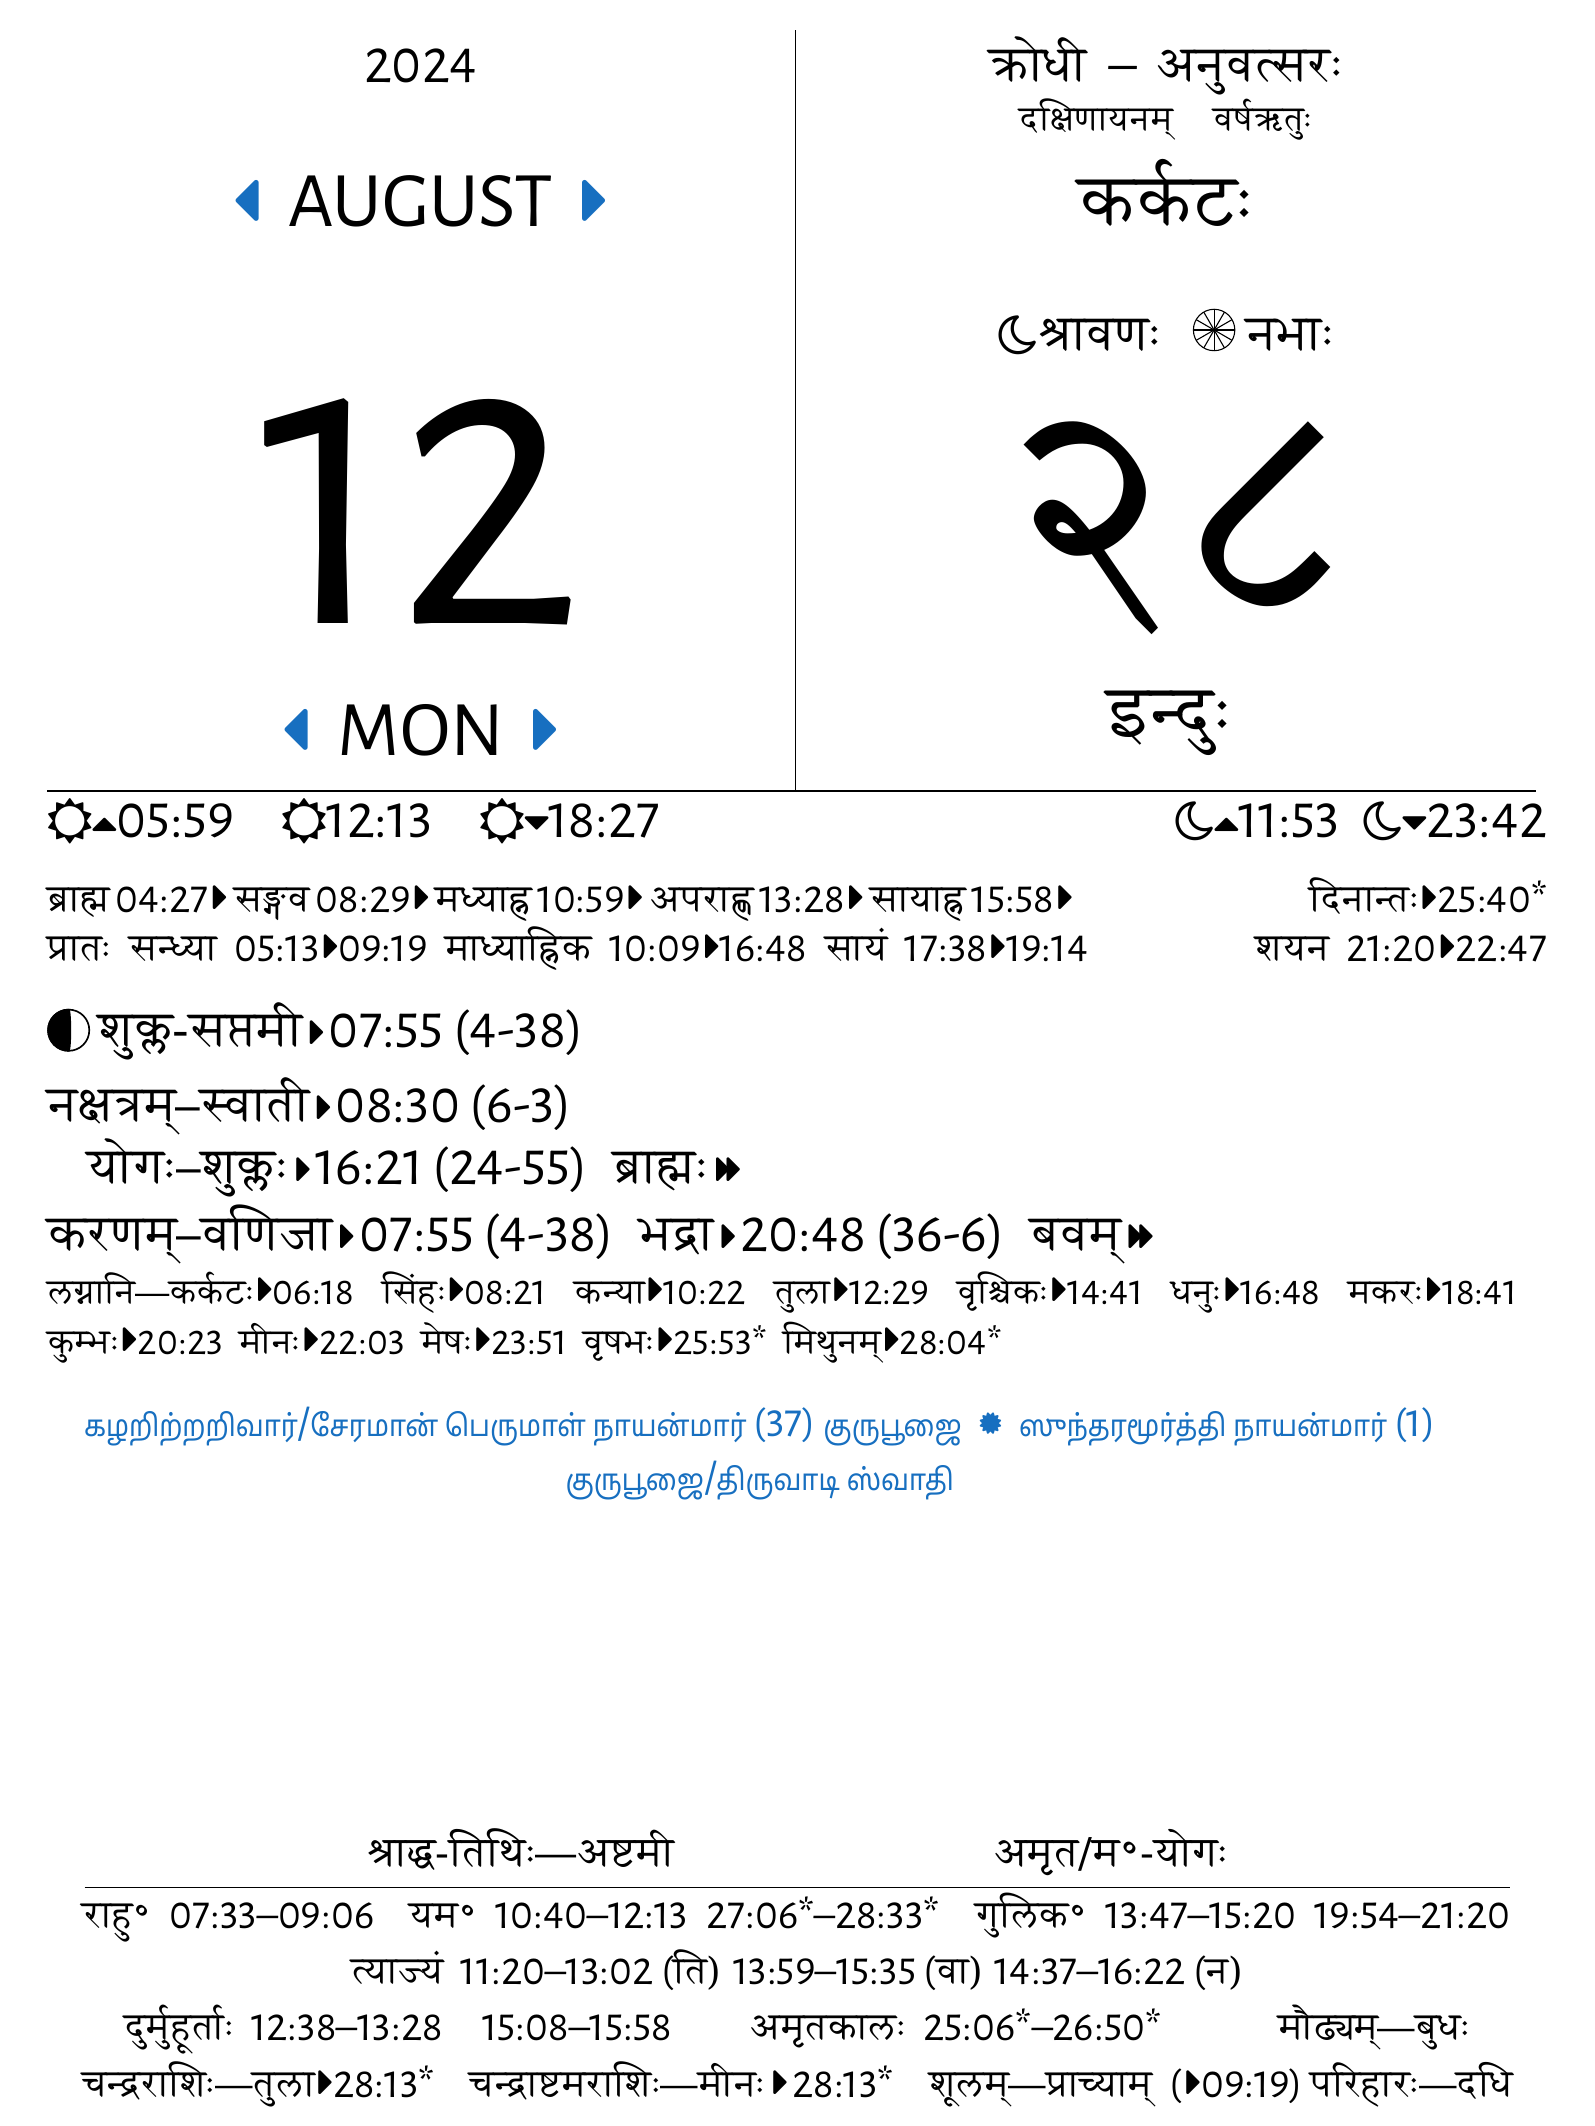 2024
AUGUST
12
MON
क्रोधी – अनुवत्सरः
दक्षिणायनम् वर्षऋतुः
कर्कटः
श्रावणः नभाः
२८
इन्दुः
05:59 12:13 18:27 11:53 23:42
ब्राह्म 04:27 सङ्गव 08:29 मध्याह्न 10:59 अपराह्ण 13:28 सायाह्न 15:58 दिनान्तः 25:40*
प्रातः सन्ध्या 05:13 09:19 माध्याह्निक 10:09 16:48 सायं 17:38 19:14 शयन 21:20 22:47
शुक्ल-सप्तमी 07:55 (4-38)
नक्षत्रम्–स्वाती 08:30 (6-3)
योगः–शुक्लः 16:21 (24-55) ब्राह्मः
करणम्–वणिजा 07:55 (4-38) भद्रा 20:48 (36-6) बवम्
लग्नानि—कर्कटः 06:18 सिंहः 08:21 कन्या 10:22 तुला 12:29 वृश्चिकः 14:41 धनुः 16:48 मकरः 18:41
कुम्भः 20:23 मीनः 22:03 मेषः 23:51 वृषभः 25:53* मिथुनम् 28:04*
கழறிற்றறிவார்/சேரமான் பெருமாள் நாயன்மார் (37) குருபூஜை ஸுந்தரமூர்த்தி நாயன்மார் (1)
குருபூஜை/திருவாடி ஸ்வாதி
श्राद्ध-तिथिः—अष्टमी अमृत/म॰-योगः
राहु॰ 07:33–09:06 यम॰ 10:40–12:13 27:06*–28:33* गुलिक॰ 13:47–15:20 19:54–21:20
त्याज्यं 11:20–13:02 (ति) 13:59–15:35 (वा) 14:37–16:22 (न)
दुर्मुहूर्ताः 12:38–13:28 15:08–15:58 अमृतकालः 25:06*–26:50* मौढ्यम्—बुधः
चन्द्रराशिः—तुला 28:13* चन्द्राष्टमराशिः—मीनः 28:13* शूलम्—प्राच्याम् ( 09:19) परिहारः—दधि